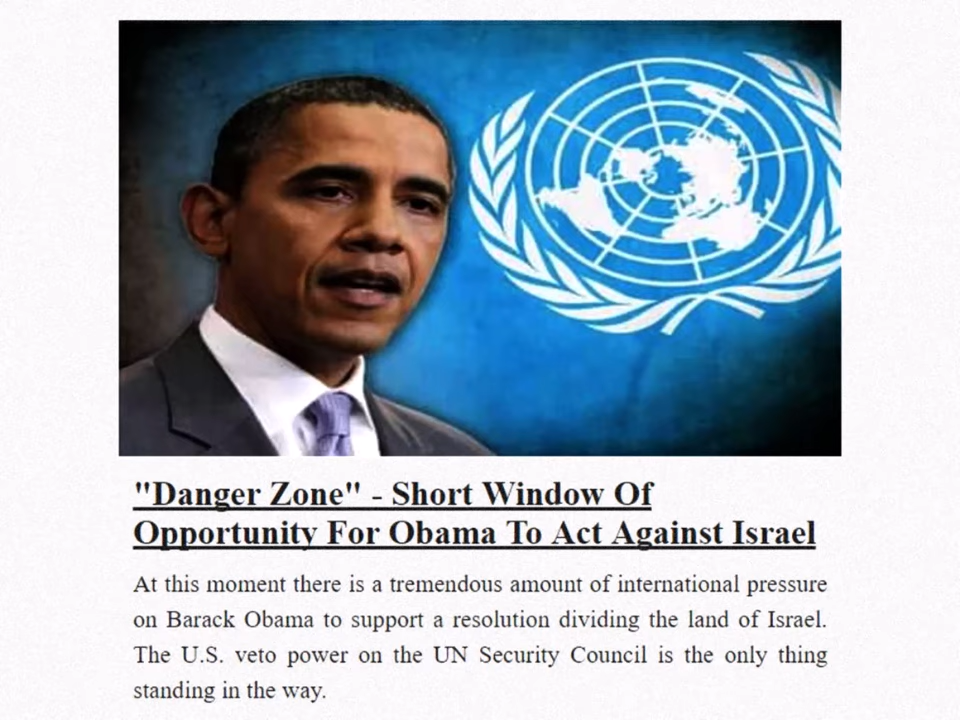 "Danger Zone" - Short Window Of
Opportunity For Obama To Act Against Israel
At this moment there is a tremendous amount of international pressure
on Barack Obama to support a resolution dividing the land of Israel.
The U.S. veto power on the UN Security Council is the only thing
standing in the way.